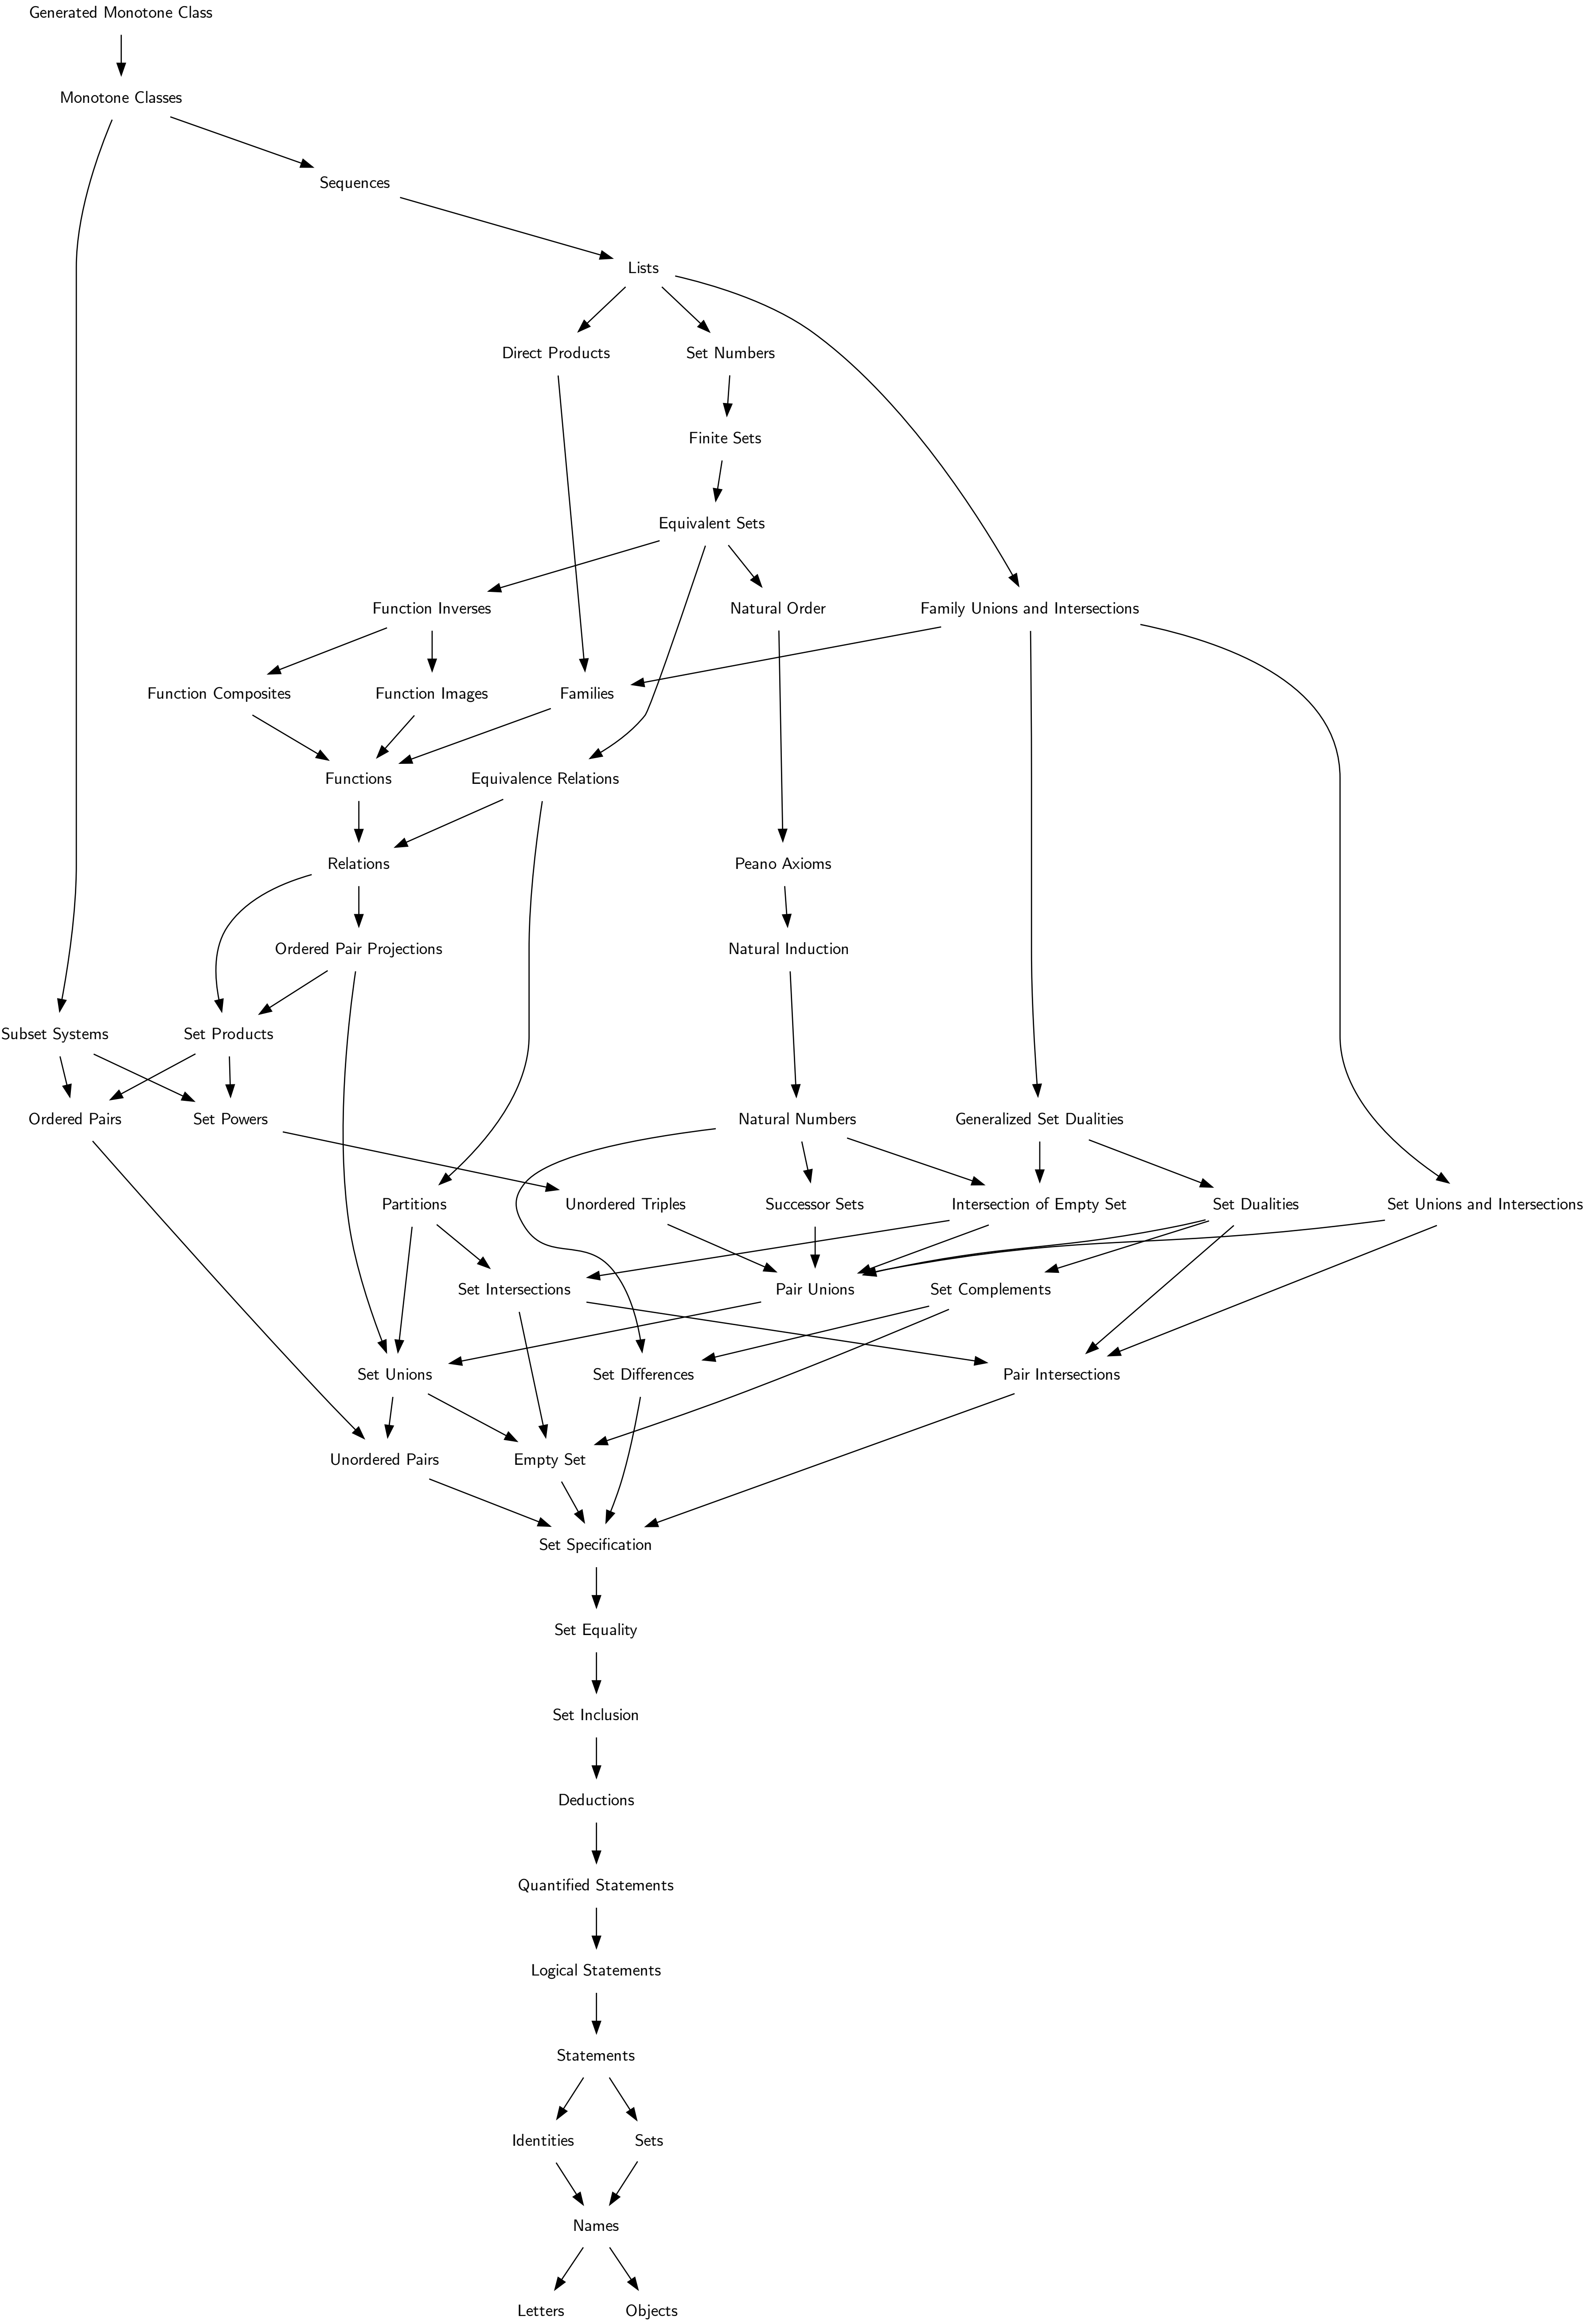 Generated Monotone Class
Monotone Classes
Sequences
Lists
Direct Products
Set Numbers
Finite Sets
Equivalent Sets
Function Inverses
Natural Order
Family Unions and Intersections
Function Composites
Function Images
Families
Functions
Equivalence Relations
Relations
Peano Axioms
Ordered Pair Projections
Natural Induction
Subset Systems
Set Products
Ordered Pairs
Set Powers
Natural Numbers
Generalized Set Dualities
Partitions
Unordered Triples
Successor Sets
Intersection of Empty Set
Set Dualities
Set Unions and Intersections
Set Intersections
Pair Unions
Set Complements
Set Unions
Set Differences
Pair Intersections
Unordered Pairs
Empty Set
Set Specification
Set Equality
Set Inclusion
Deductions
Quantified Statements
Logical Statements
Statements
Identities
Sets
Names
Letters
Objects